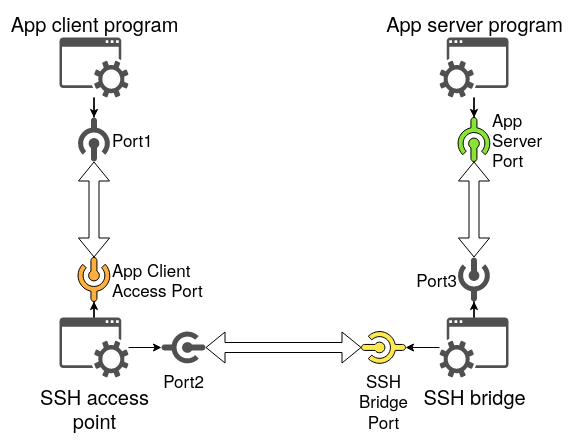 App client program
App server program
Port1
App
Server
Port
App Client
Access Port
Port3
Port2
SSH access
point
SSH
Bridge
Port
SSH bridge